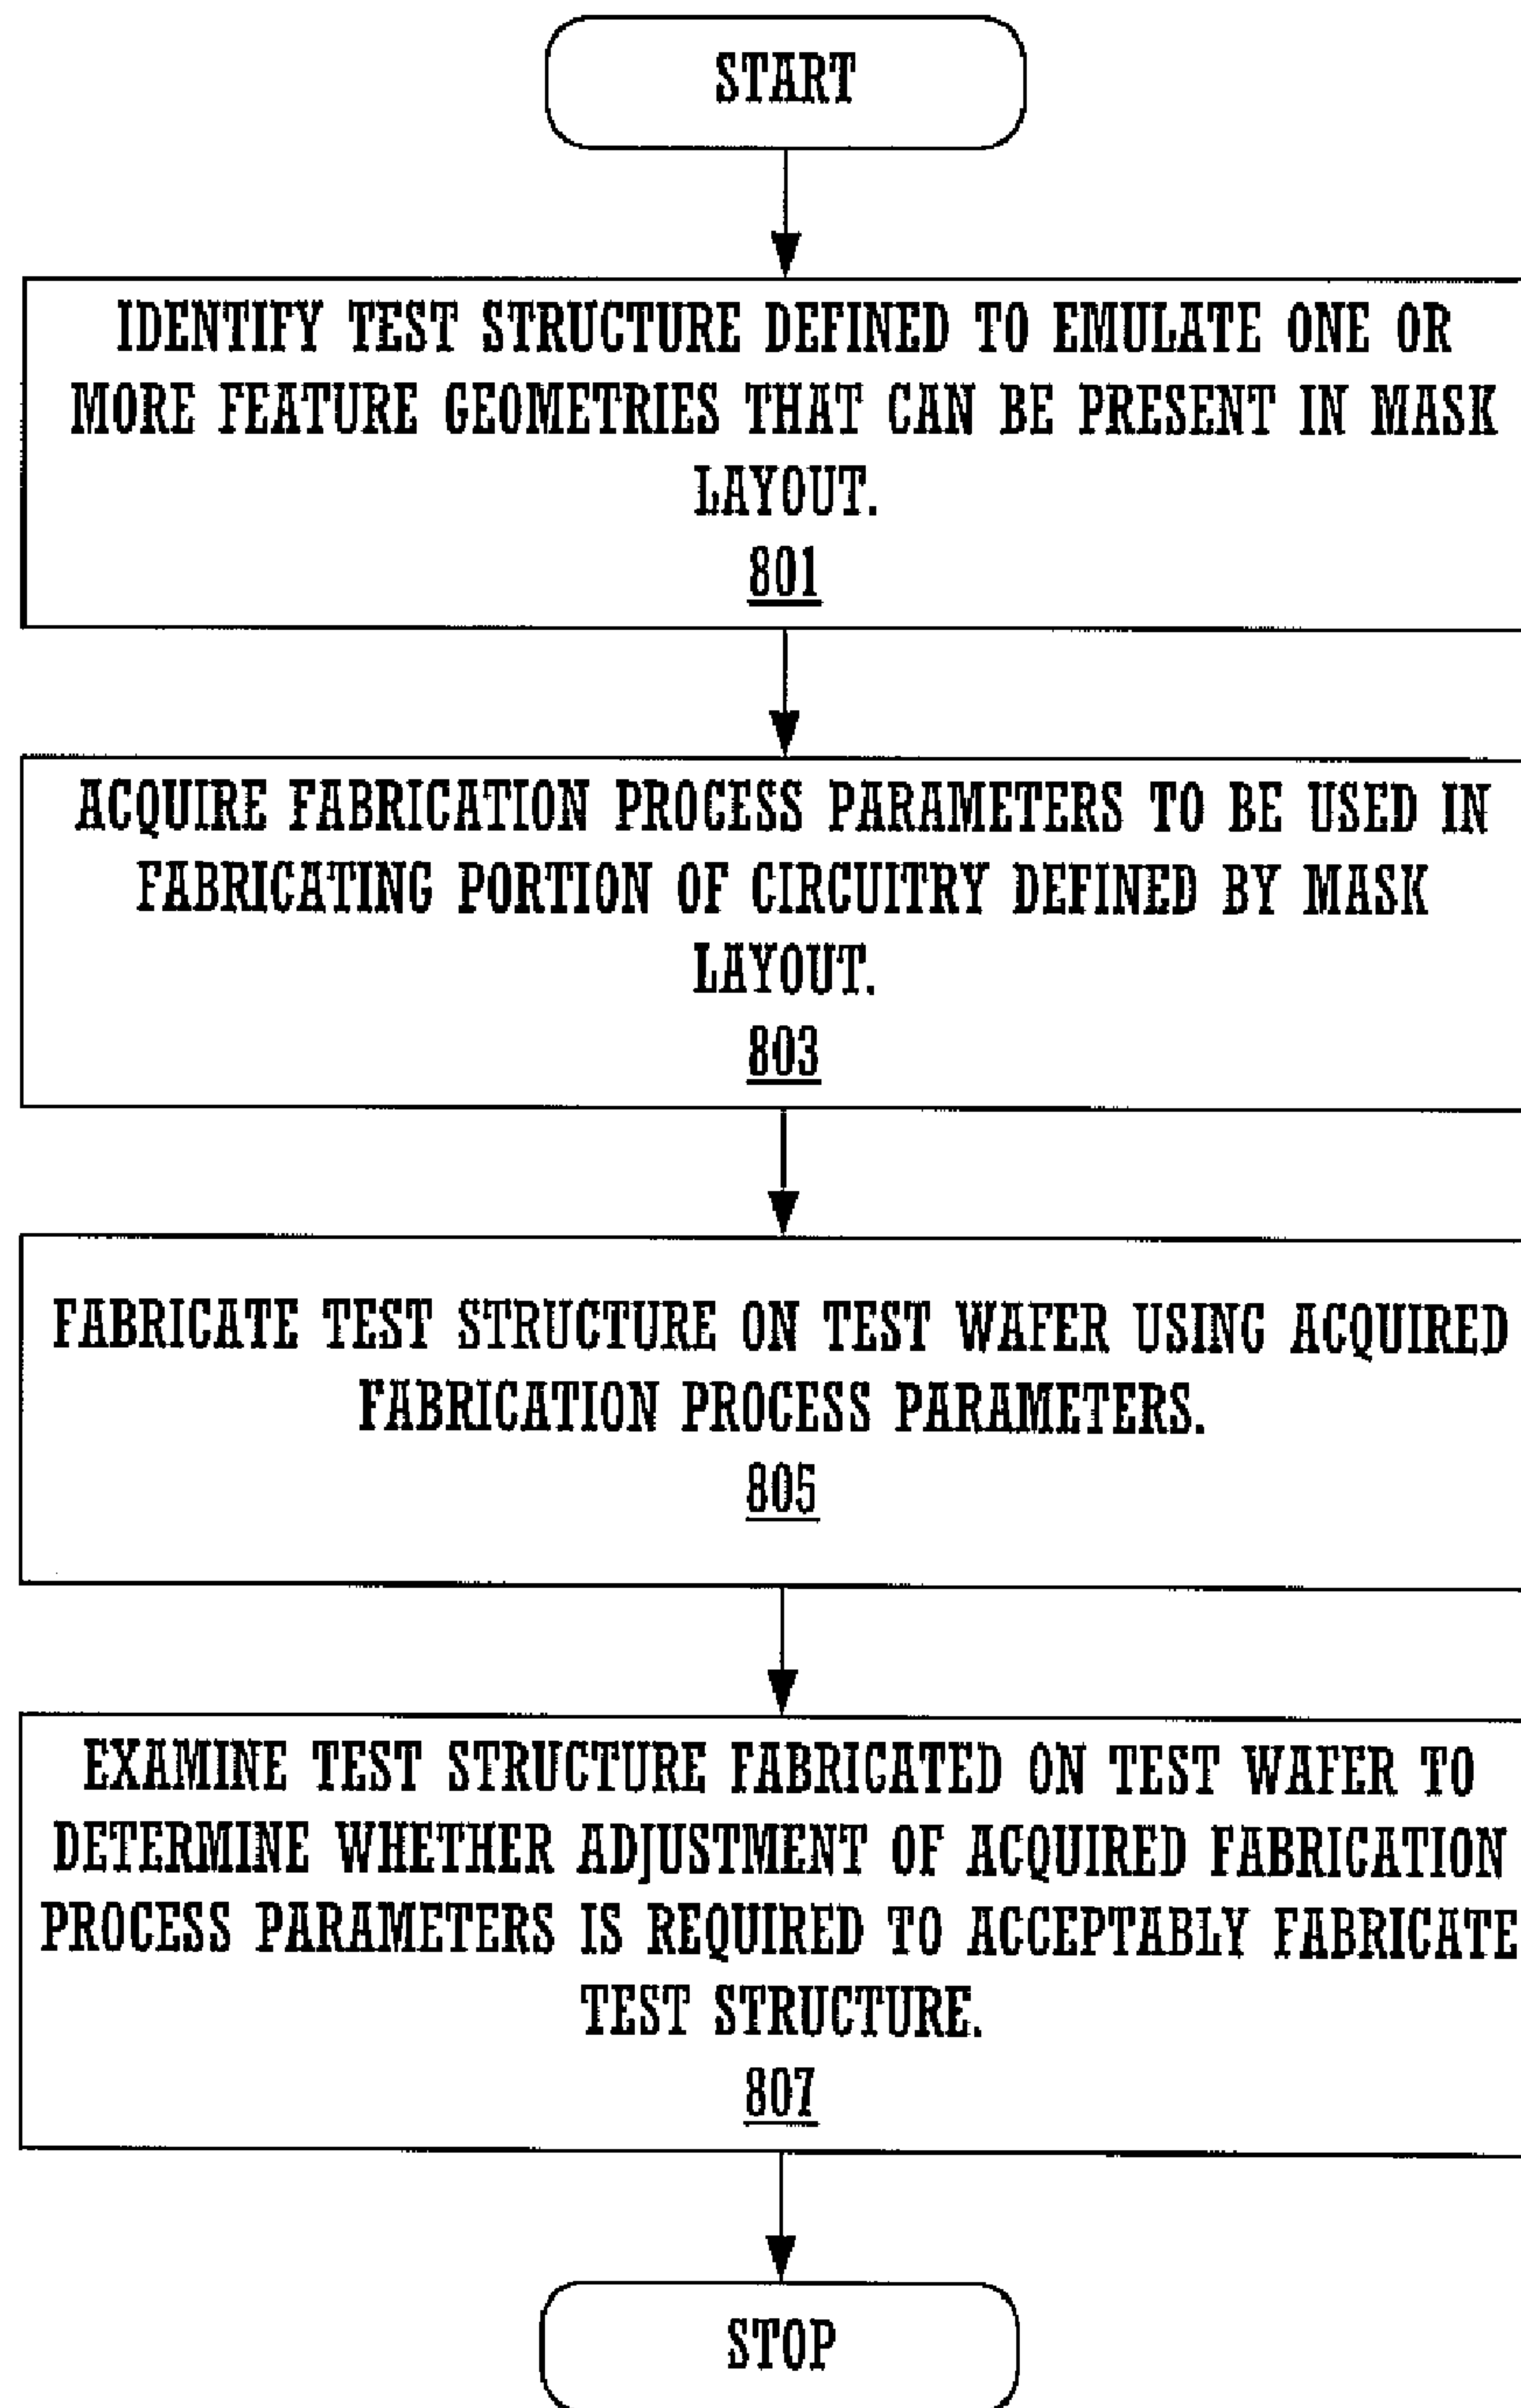 START
IDENTIFY TEST STRUCTURE DEFINED TO EMULATE ONE OR
MORE FEATURE GEOMETRIES THAT CAN BE PRESENT IN MASK
LAYOUT.
801
ACQUIRE FABRICATION PROCESS PARAMETERS TO BE USED IN
FABRICATING PORTION OF CIRCUITRY DEFINED BY MASK
LAYOUT.
803
FABRICATE TEST STRUCTURE ON TEST WAFER USING ACQUIRED
FABRICATION PROCESS PARAMETERS.
805
EXAMINE TEST STRUCTURE FABRICATED ON TEST WAFER TO
DETERMINE WHETHER ADJUSTMENT OF ACQUIRED FABRICATION
PROCESS PARAMETERS IS REQUIRED TO ACCEPTABLY FABRICATE
TEST STRUCTURE.
807
STOP